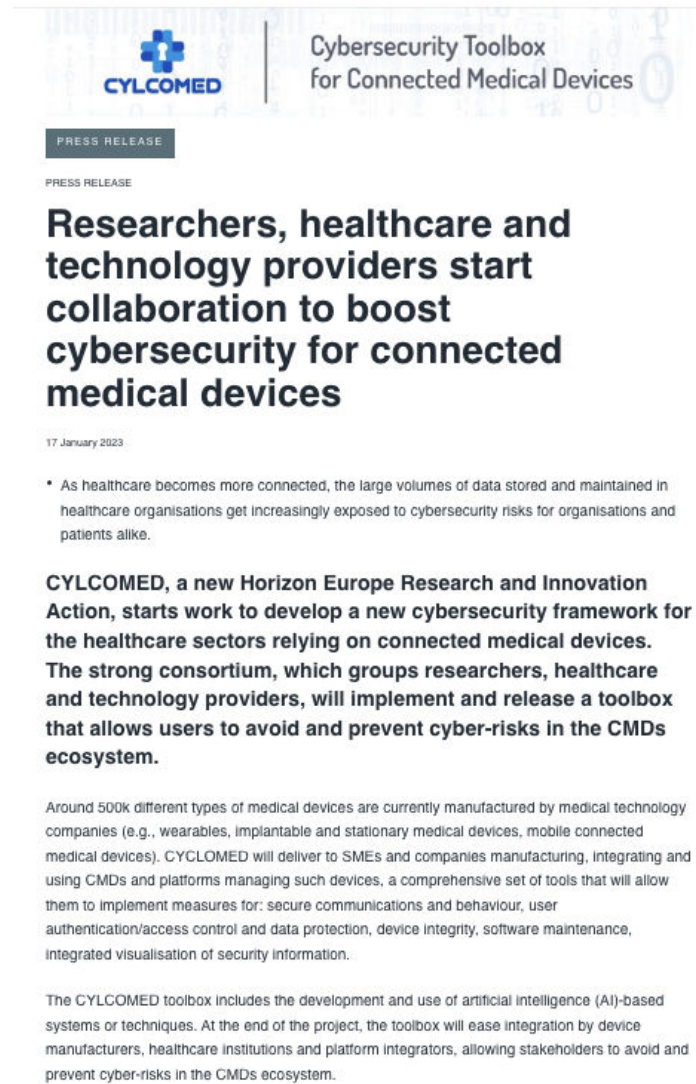 CYLCOMED
Cybersecurity Toolbox
for Connected Medical Devices
PRESS RELEASE
PRESS RELEASE
Researchers, healthcare and
technology providers start
collaboration to boost
cybersecurity for connected
medical devices
17 January 2023
• As healthcare becomes more connected, the large volumes of data stored and maintained in
healthcare organisations get increasingly exposed to cybersecurity risks for organisations and
patients alike.
CYLCOMED, a new Horizon Europe Research and Innovation
Action, starts work to develop a new cybersecurity framework for
the healthcare sectors relying on connected medical devices.
The strong consortium, which groups researchers, healthcare
and technology providers, will implement and release a toolbox
that allows users to avoid and prevent cyber-risks in the CMDs
ecosystem.
Around 500k different types of medical devices are currently manufactured by medical technology
companies (e.g., wearables, implantable and stationary medical devices, mobile connected
medical devices). CYCLOMED will deliver to SMEs and companies manufacturing, integrating and
using CMDs and platforms managing such devices, a comprehensive set of tools that will allow
them to implement measures for: secure communications and behaviour, user
authentication/access control and data protection, device integrity, software maintenance,
integrated visualisation of security information.
The CYLCOMED toolbox includes the development and use of artificial intelligence (AI)-based
systems or techniques. At the end of the project, the toolbox will ease integration by device
manufacturers, healthcare institutions and platform integrators, allowing stakeholders to avoid and
prevent cyber-risks in the CMDs ecosystem.